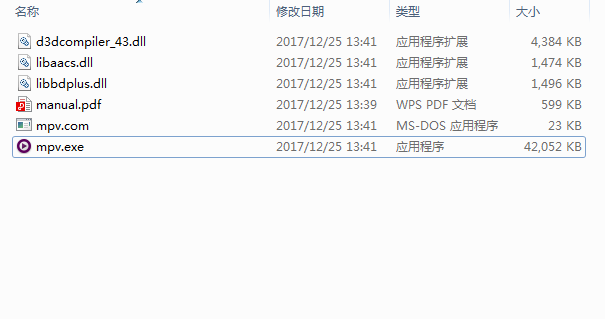 名称 修改日期 类型 大小
d3dcompiler_43.dll 2017/12/25 13:41 应用程序扩展 4,384 KB
libaacs.dll 2017/12/25 13:41 应用程序扩展 1,474 KB
libbdplus.dll 2017/12/25 13:41 应用程序扩展 1,496 KB
manual.pdf 2017/12/25 13:39 WPS PDF 文档 599 KB
mpv.com 2017/12/25 13:41 MS-DOS 应用程序 23 KB
mpv.exe 2017/12/25 13:41 应用程序 42,052 KB